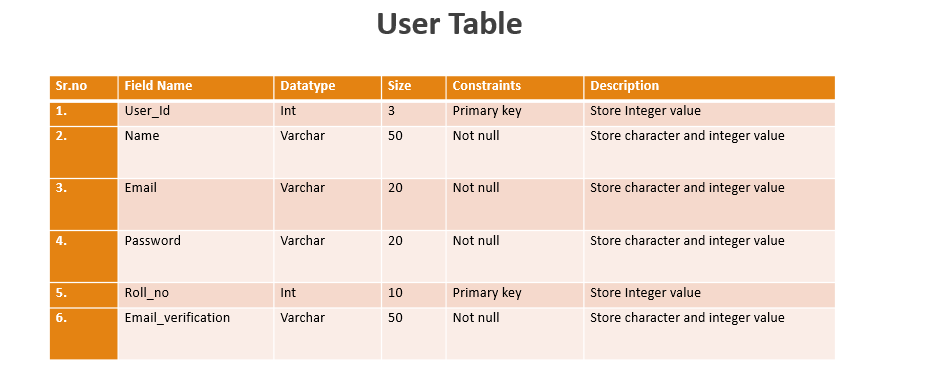 User Table
Sr.no Field Name Datatype Size Constraints Description
1. User_Id Int 3 Primary key Store Integer value
2. Name Varchar 50 Not null Store character and integer value
3. Email Varchar 20 Not null Store character and integer value
4. Password Varchar 20 Not null Store character and integer value
5. Roll_no Int 10 Primary key Store Integer value
6. Email_verification Varchar 50 Not null Store character and integer value